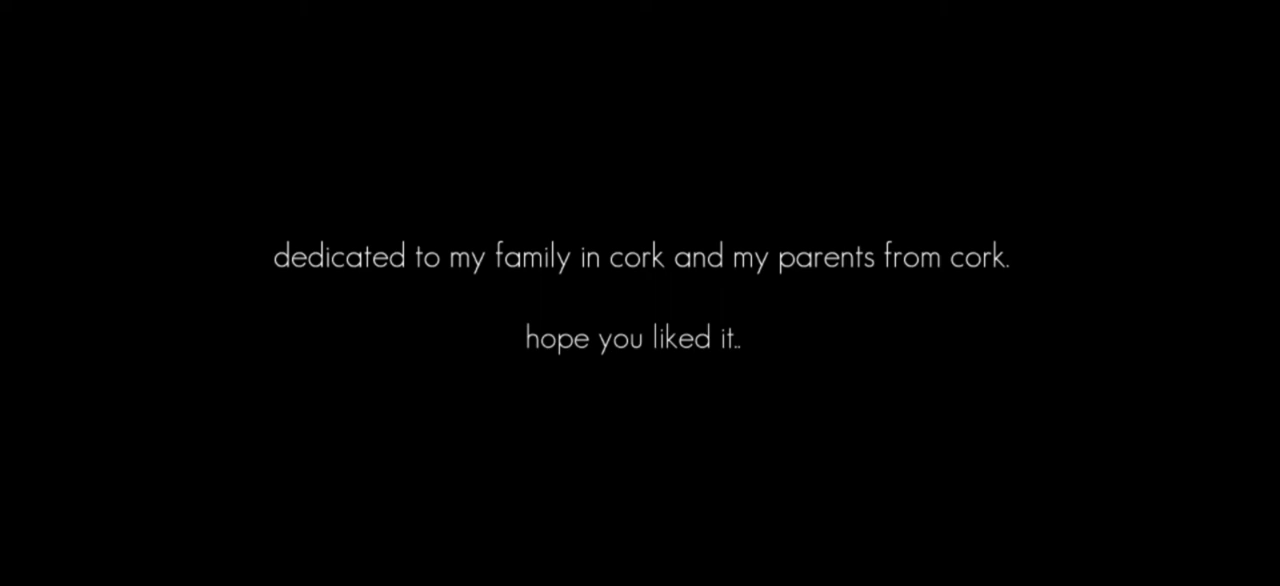 dedicated to my family in cork and my parents from cork.
hope you liked it..